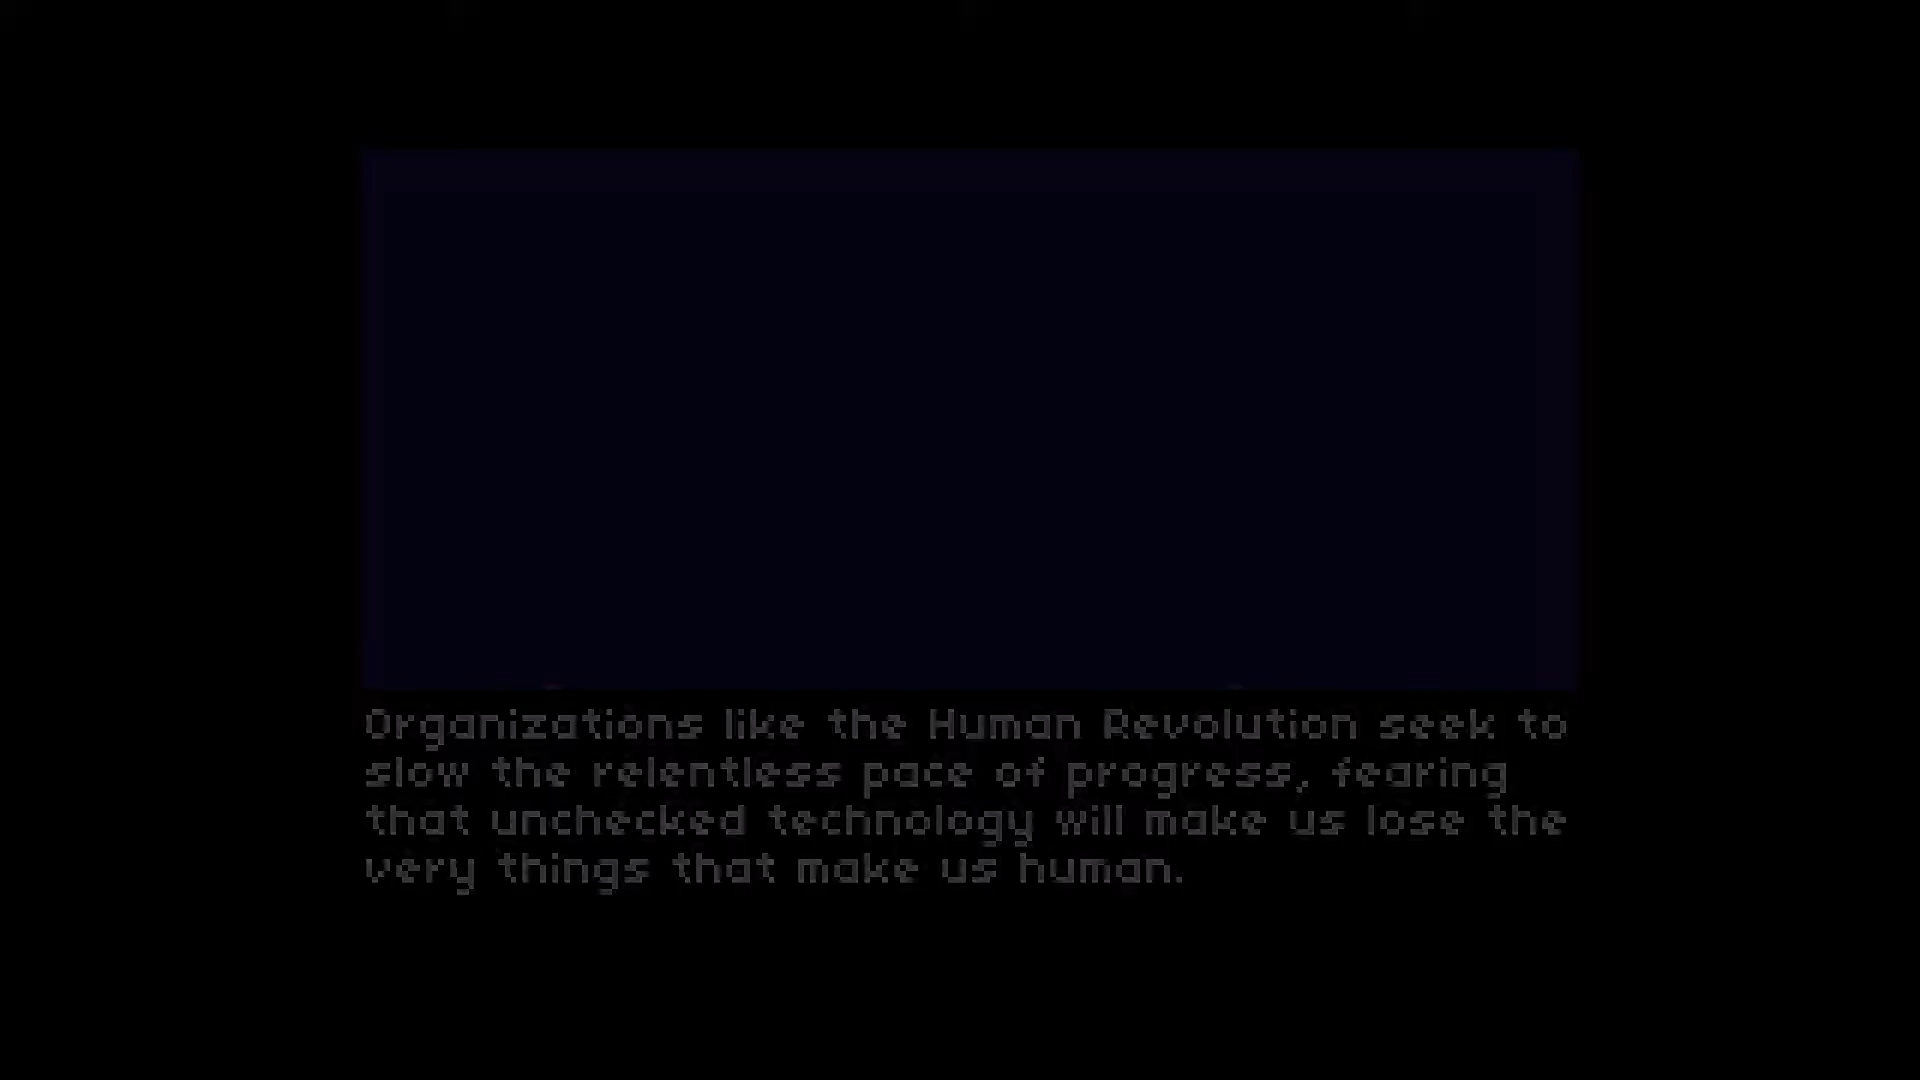 Organizations like the Human Revolution seek to
slow the relentless pace of progress, fearing
that unchecked technology will make us lose the
very things that make us human.